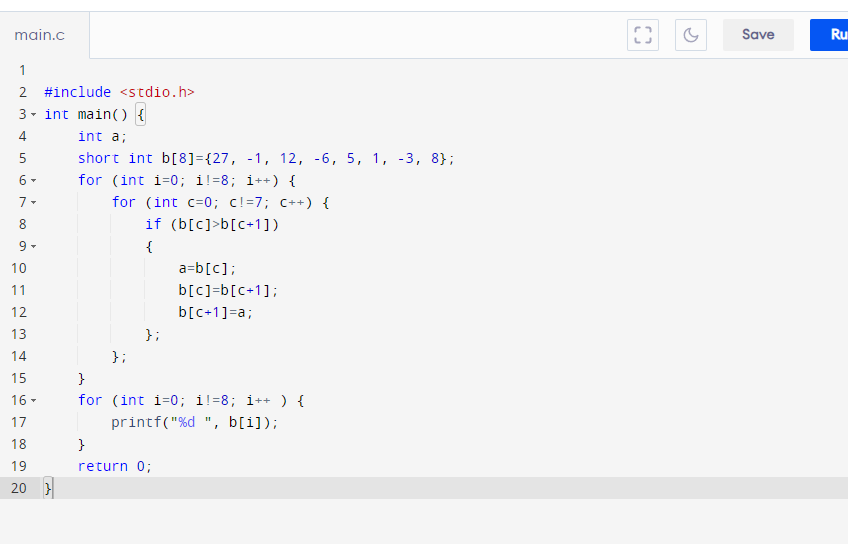 main.c
Save
Ru
1
2 #include <stdio.h>
3 int main() {
4     int a;
5     short int b[8]={27, -1, 12, -6, 5, 1, -3, 8};
6     for (int i=0; i!=8; i++) {
7         for (int c=0; c!=7; c++) {
8             if (b[c]>b[c+1])
9             {
10                 a=b[c];
11                 b[c]=b[c+1];
12                 b[c+1]=a;
13             };
14         };
15     }
16     for (int i=0; i!=8; i++ ) {
17         printf("%d ", b[i]);
18     }
19     return 0;
20 }